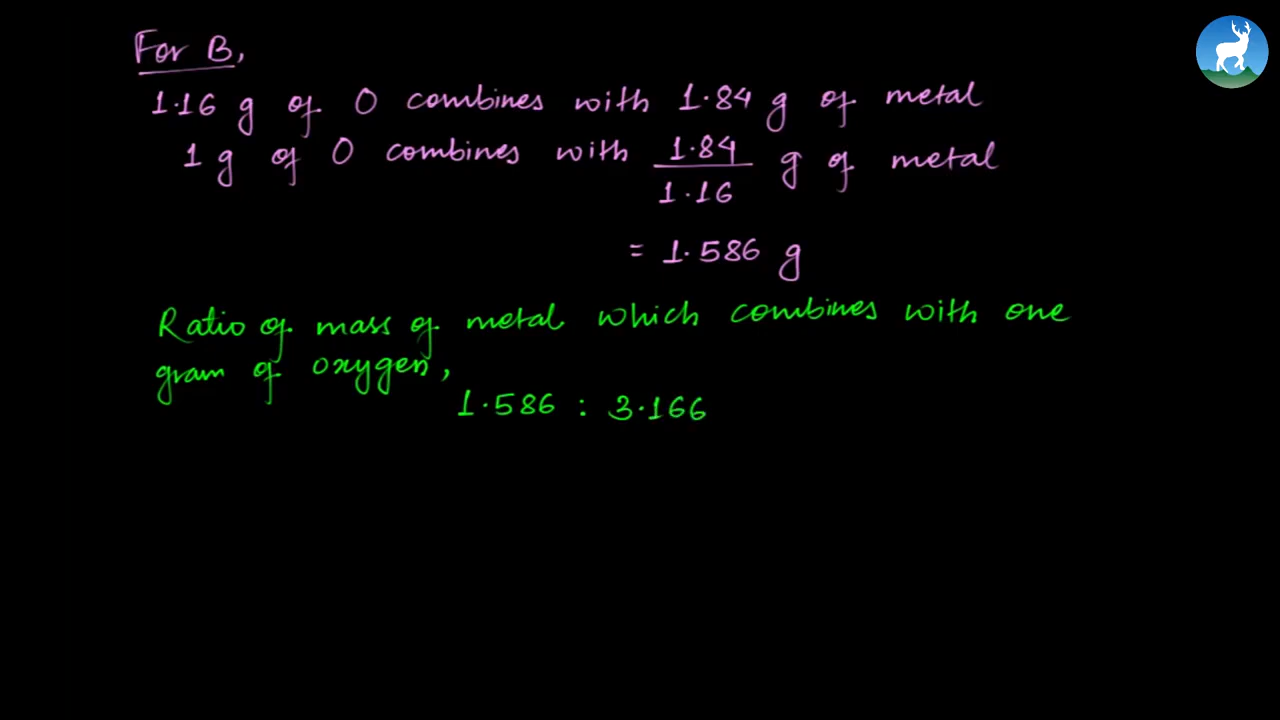 For B,
1.16 g of O combines with 1.84 g of metal
1 g of O combines with 1.84/1.16 g of metal
= 1.586 g
Ratio of mass of metal which combines with one
gram of oxygen,
1.586 : 3.166